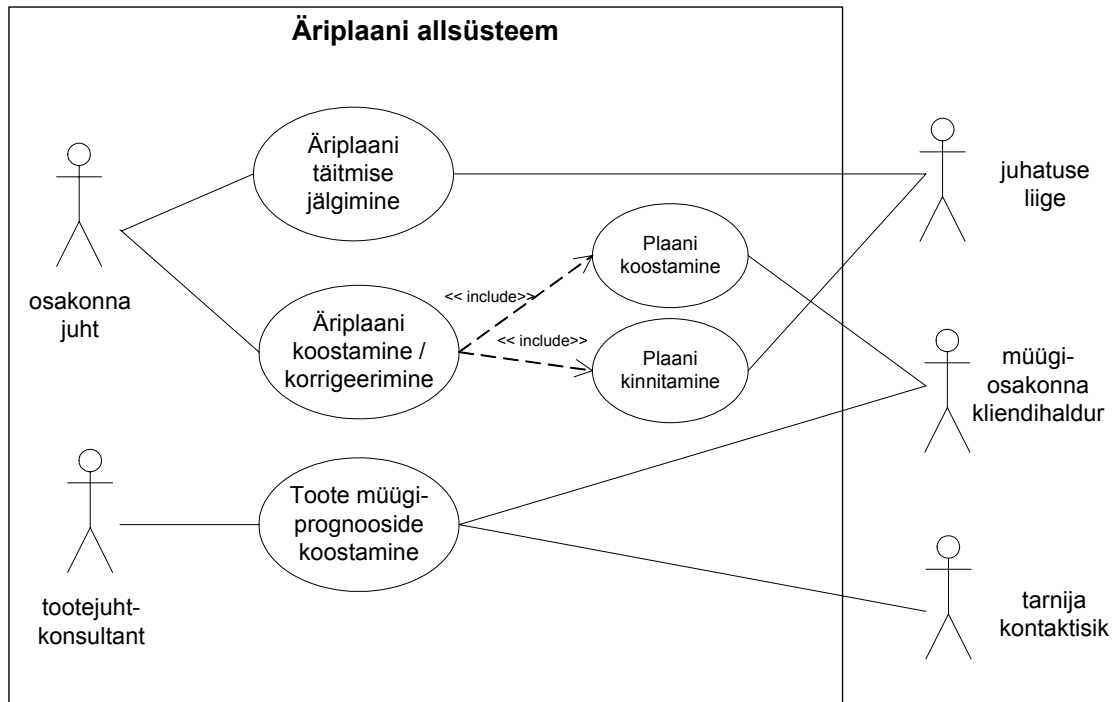 Äriplaani allsüsteem
Äriplaani
täitmise
jälgimine
juhatuse
liige
osakonna
juht
Plaani
koostamine
<< include>>
Äriplaani
koostamine /
korrigeerimine
<< include>>
Plaani
kinnitamine
müügi-
osakonna
kliendihaldur
Toote müügi-
prognooside
koostamine
tootejuht-
konsultant
tarnija
kontaktisik